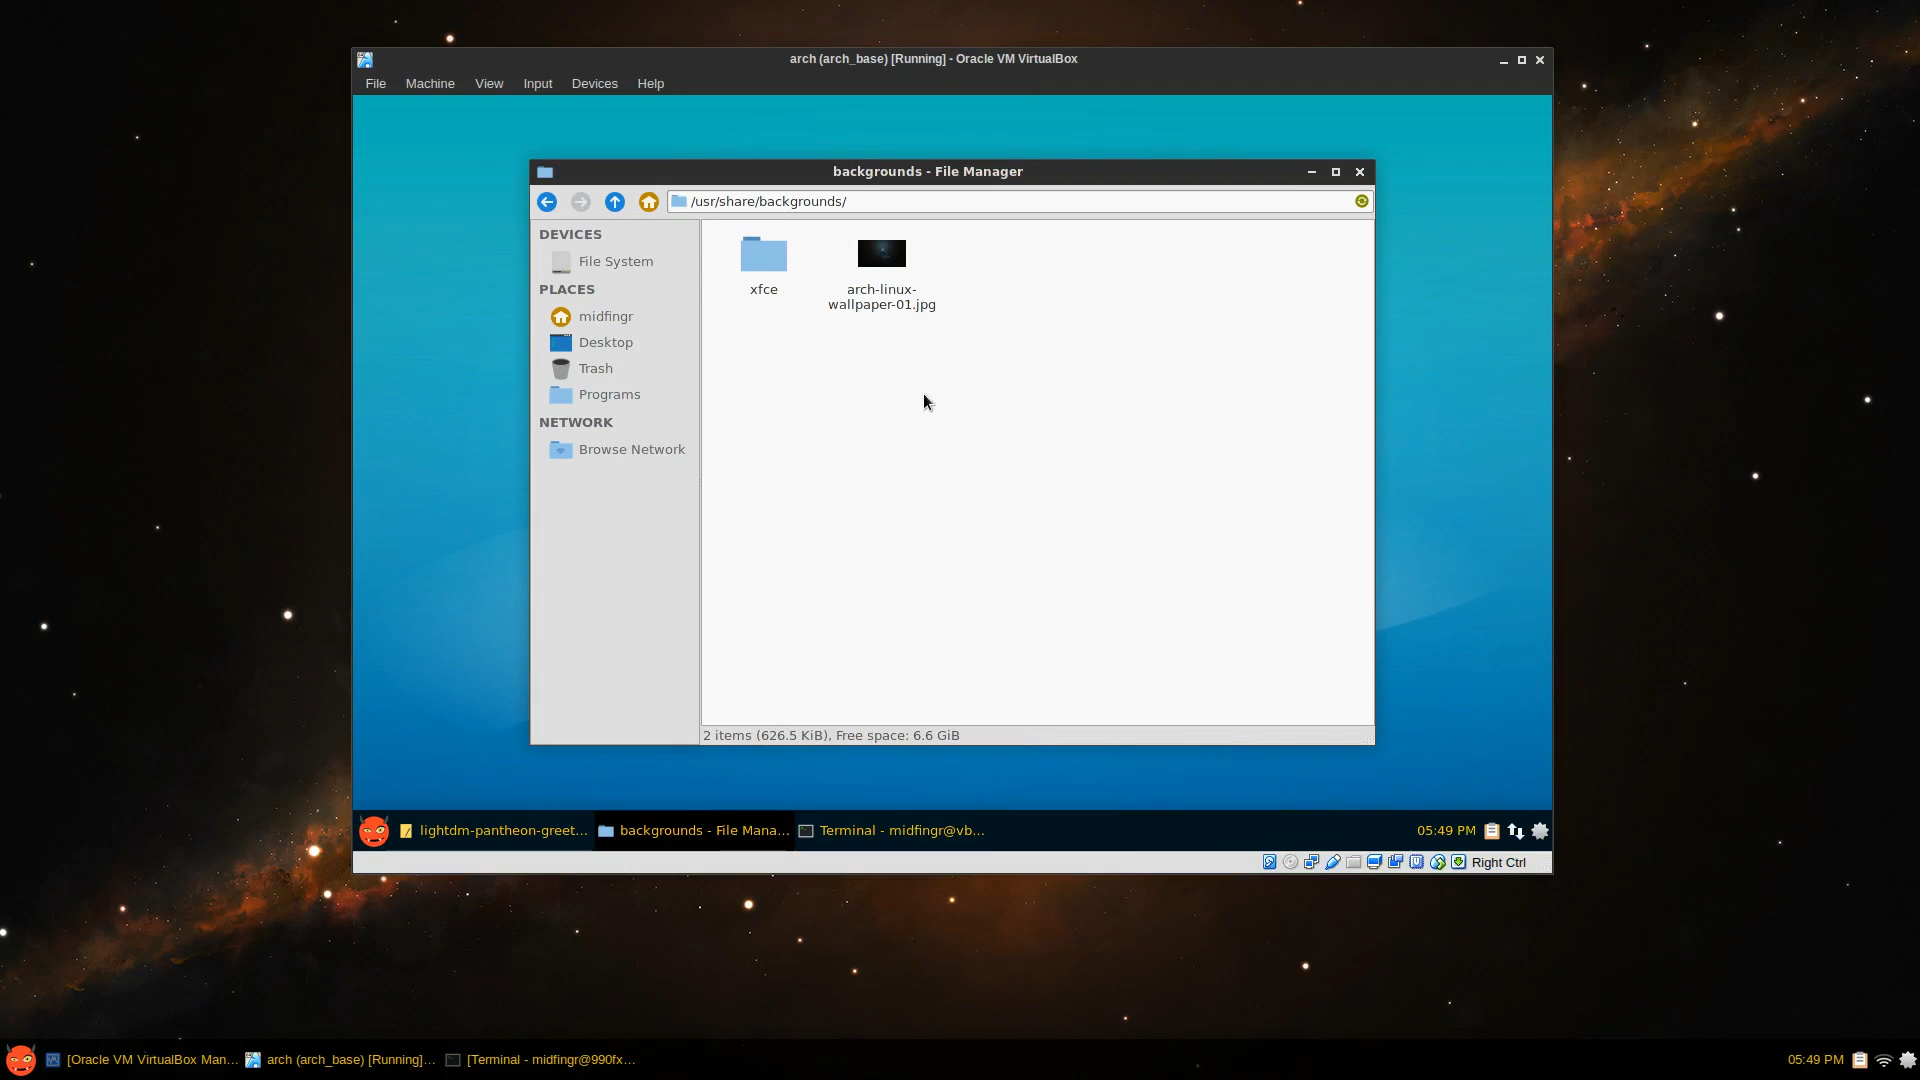 arch (arch_base) [Running] - Oracle VM VirtualBox
File Machine View Input Devices Help
backgrounds - File Manager
/usr/share/backgrounds/
DEVICES
File System
PLACES
midfingr
Desktop
Trash
Programs
NETWORK
Browse Network
xfce
arch-linux-
wallpaper-01.jpg
2 items (626.5 KiB), Free space: 6.6 GiB
lightdm-pantheon-greet... backgrounds - File Mana... Terminal - midfingr@vb... 05:49 PM
Right Ctrl
[Oracle VM VirtualBox Man... arch (arch_base) [Running]... [Terminal - midfingr@990fx... 05:49 PM